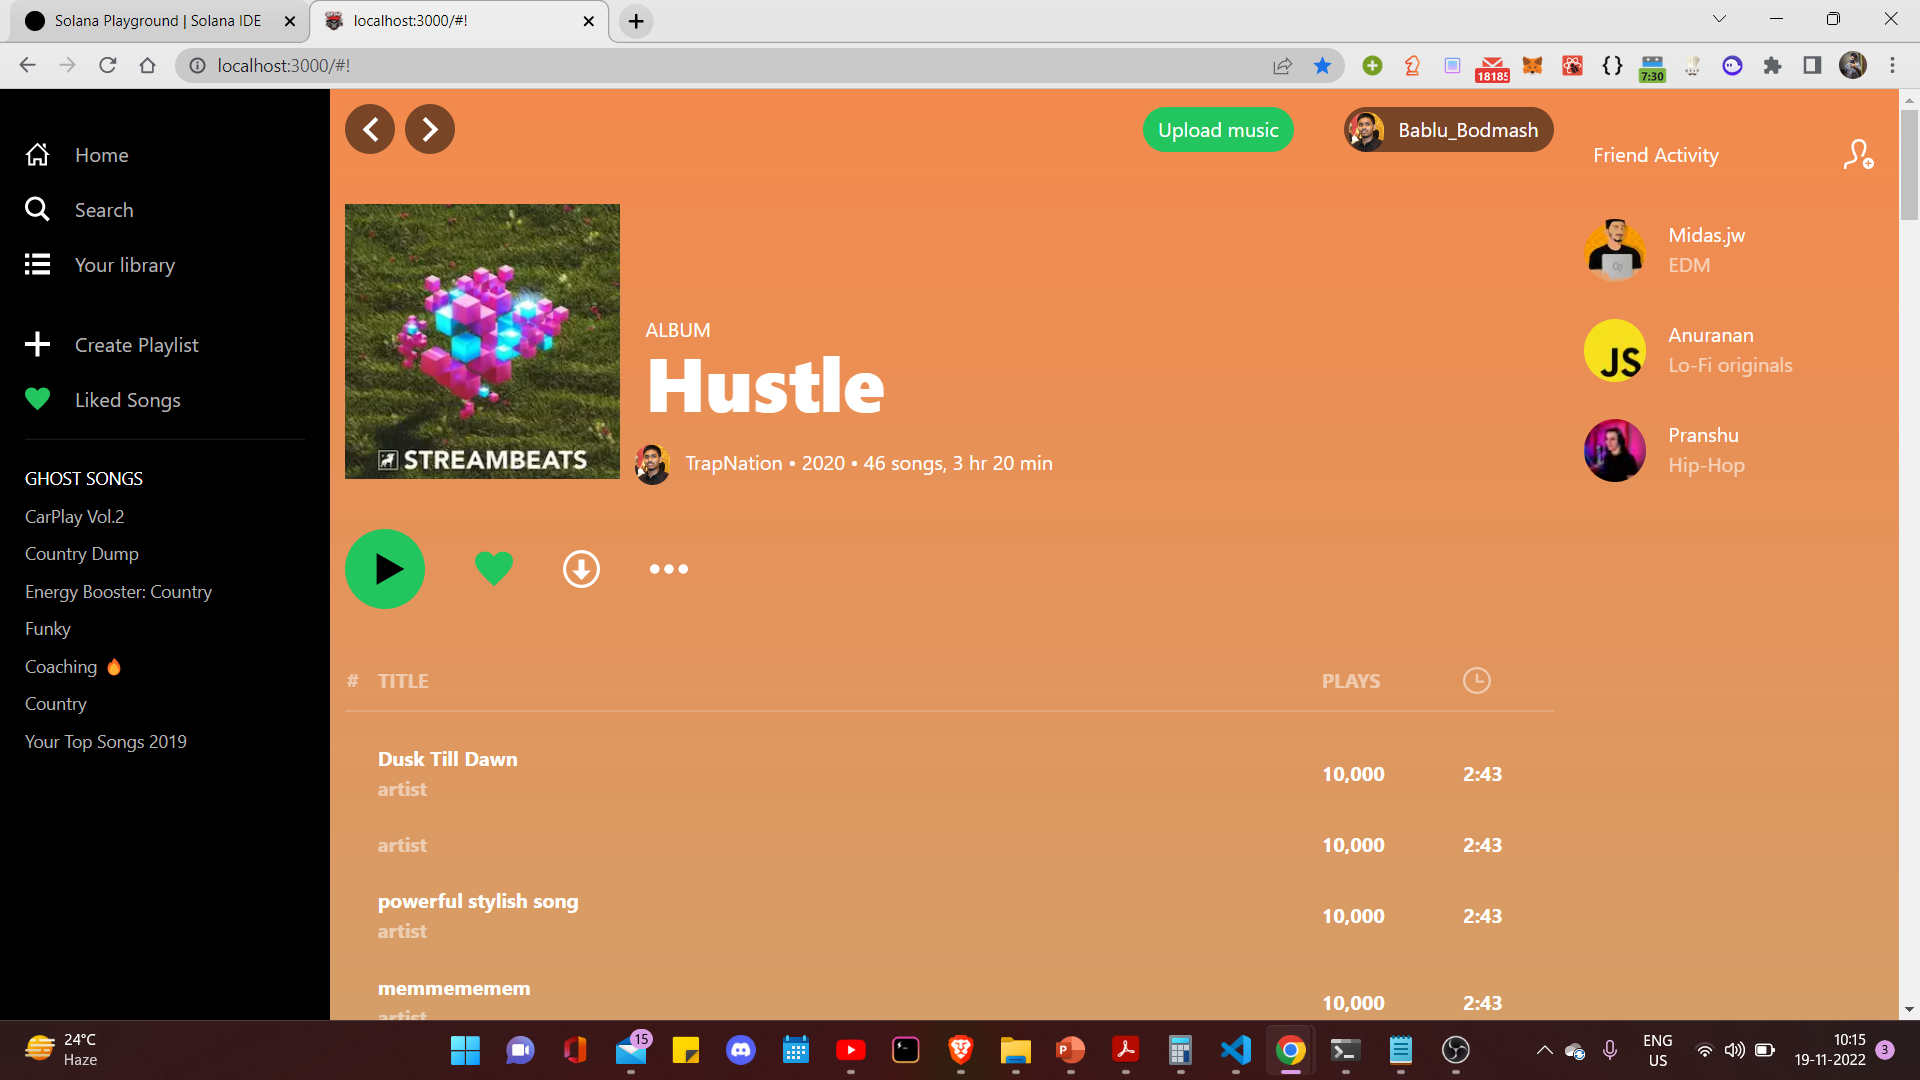 Solana Playground | Solana IDE
localhost:3000/#!
localhost:3000/#!
18185
7:30
Home
Search
Your library
Create Playlist
Liked Songs
GHOST SONGS
CarPlay Vol.2
Country Dump
Energy Booster: Country
Funky
Coaching 🔥
Country
Your Top Songs 2019
Upload music
Bablu_Bodmash
STREAMBEATS
ALBUM
Hustle
TrapNation • 2020 • 46 songs, 3 hr 20 min
# TITLE PLAYS
Dusk Till Dawn
artist
10,000 2:43
artist 10,000 2:43
powerful stylish song
artist
10,000 2:43
memmememem
artist
10,000 2:43
Friend Activity
Midas.jw
EDM
JS
Anuranan
Lo-Fi originals
Pranshu
Hip-Hop
24°C
Haze
15
ENG
US
10:15
19-11-2022
3